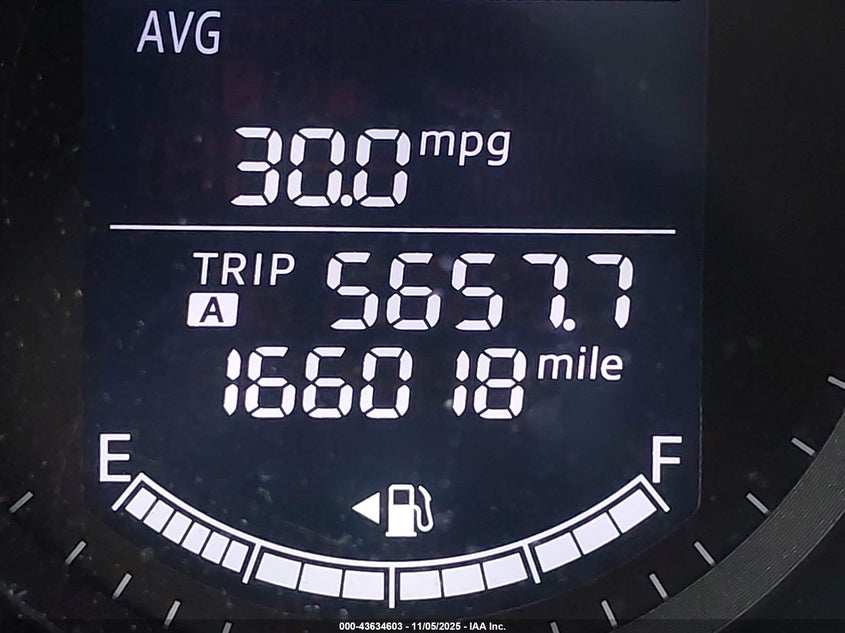 AVG
30.0 mpg
TRIP A 5657.7
166018 mile
E F
000-43634603 - 11/05/2025 - IAA Inc.